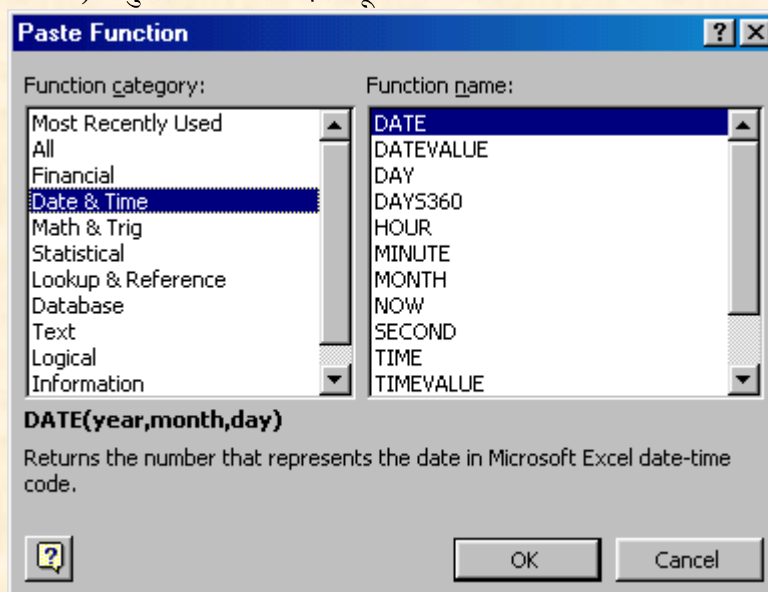 Paste Function
Function category:
Function name:
Most Recently Used
All
Financial
Date & Time
Math & Trig
Statistical
Lookup & Reference
Database
Text
Logical
Information
DATE
DATEVALUE
DAY
DAYS360
HOUR
MINUTE
MONTH
NOW
SECOND
TIME
TIMEVALUE
DATE(year,month,day)
Returns the number that represents the date in Microsoft Excel date-time
code.
OK
Cancel